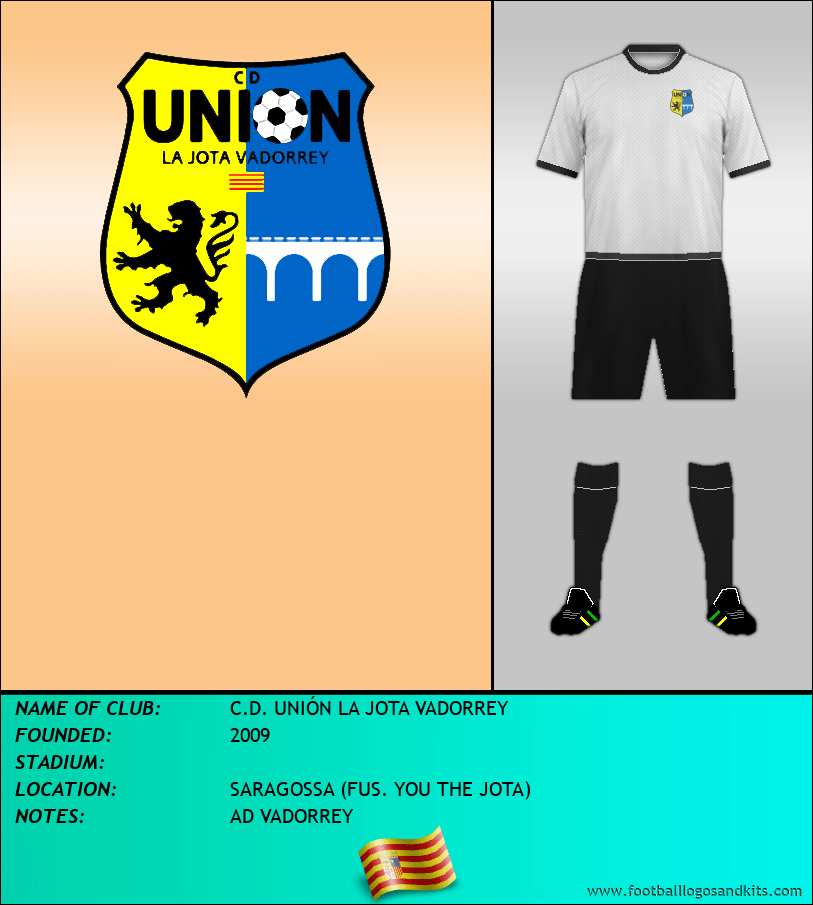 C D
UNION
LA JOTA VADORREY
UNION
NAME OF CLUB: C.D. UNIÓN LA JOTA VADORREY
FOUNDED: 2009
STADIUM:
LOCATION: SARAGOSSA (FUS. YOU THE JOTA)
NOTES: AD VADORREY
www.footballlogosandkits.com